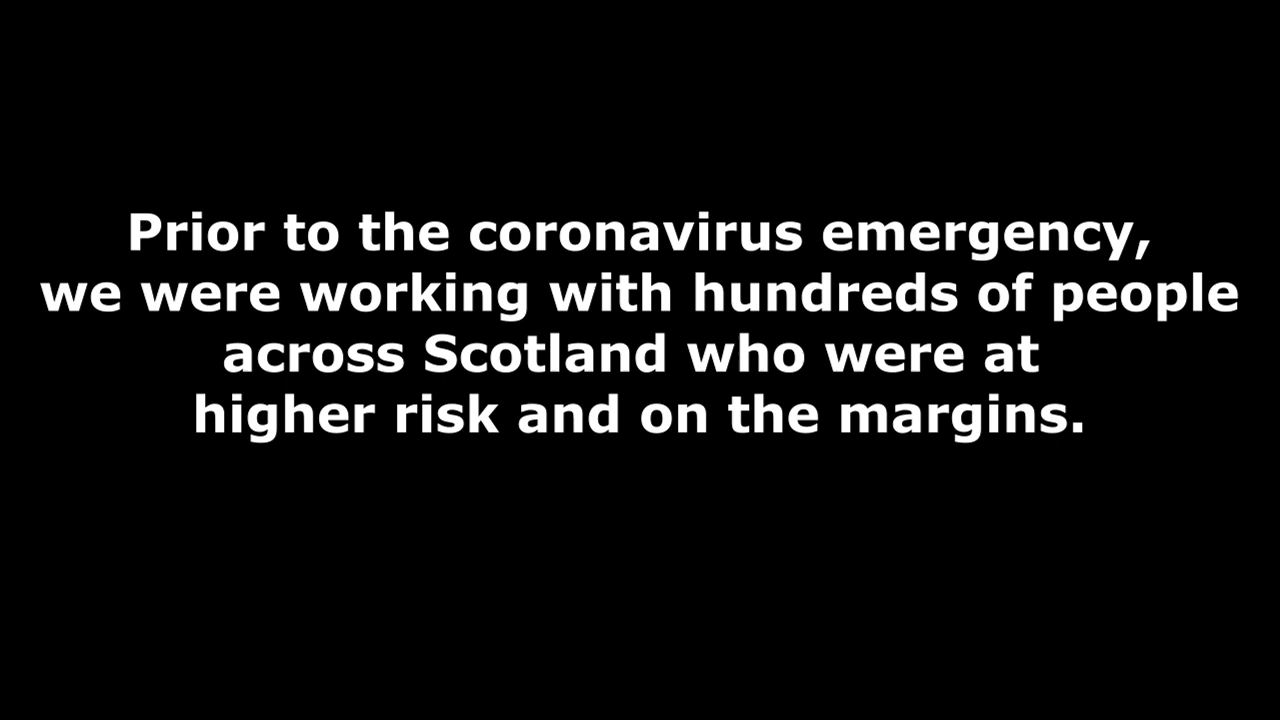 Prior to the coronavirus emergency,
we were working with hundreds of people
across Scotland who were at
higher risk and on the margins.